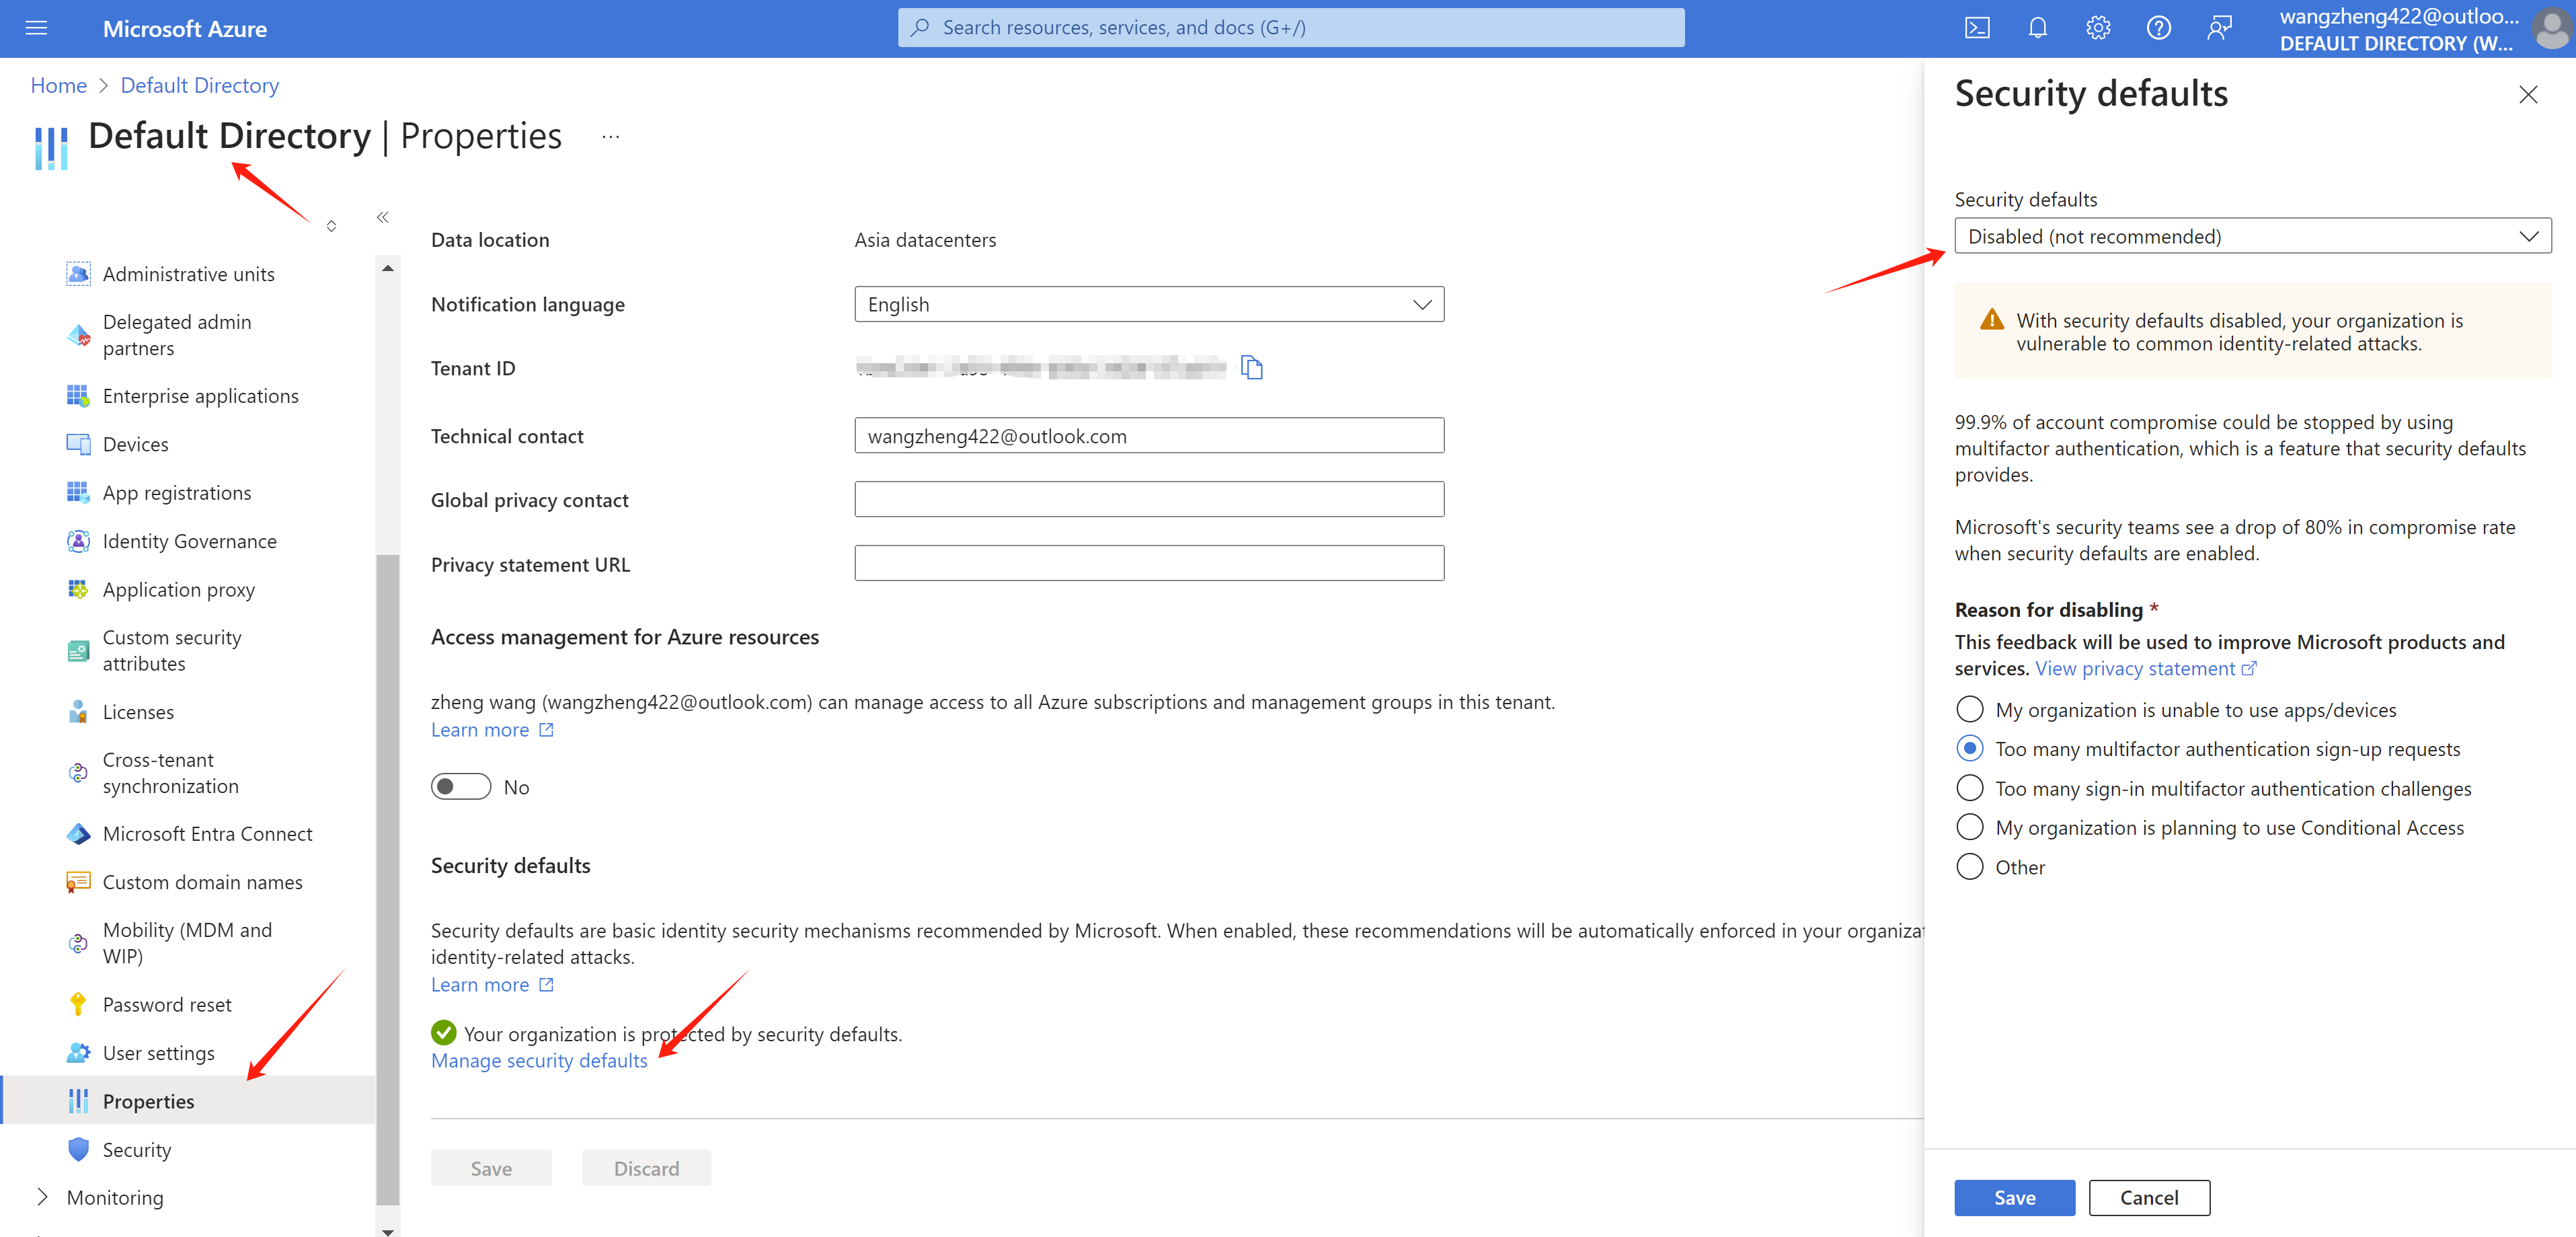 Microsoft Azure
Search resources, services, and docs (G+/)
wangzheng422@outloo...
DEFAULT DIRECTORY (W...
Home > Default Directory
Default Directory | Properties ...
Administrative units
Delegated admin
partners
Enterprise applications
Devices
App registrations
Identity Governance
Application proxy
Custom security
attributes
Licenses
Cross-tenant
synchronization
Microsoft Entra Connect
Custom domain names
Mobility (MDM and
WIP)
Password reset
User settings
Properties
Security
Monitoring
Data location
Asia datacenters
Notification language
English
Tenant ID
Technical contact
wangzheng422@outlook.com
Global privacy contact
Privacy statement URL
Access management for Azure resources
zheng wang (wangzheng422@outlook.com) can manage access to all Azure subscriptions and management groups in this tenant.
Learn more
No
Security defaults
Security defaults are basic identity security mechanisms recommended by Microsoft. When enabled, these recommendations will be automatically enforced in your organiza
identity-related attacks.
Learn more
Your organization is protected by security defaults.
Manage security defaults
Save
Discard
Security defaults
Security defaults
Disabled (not recommended)
With security defaults disabled, your organization is
vulnerable to common identity-related attacks.
99.9% of account compromise could be stopped by using
multifactor authentication, which is a feature that security defaults
provides.
Microsoft's security teams see a drop of 80% in compromise rate
when security defaults are enabled.
Reason for disabling *
This feedback will be used to improve Microsoft products and
services. View privacy statement
My organization is unable to use apps/devices
Too many multifactor authentication sign-up requests
Too many sign-in multifactor authentication challenges
My organization is planning to use Conditional Access
Other
Save
Cancel